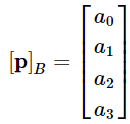 [p]_B = [a_0
a_1
a_2
a_3]